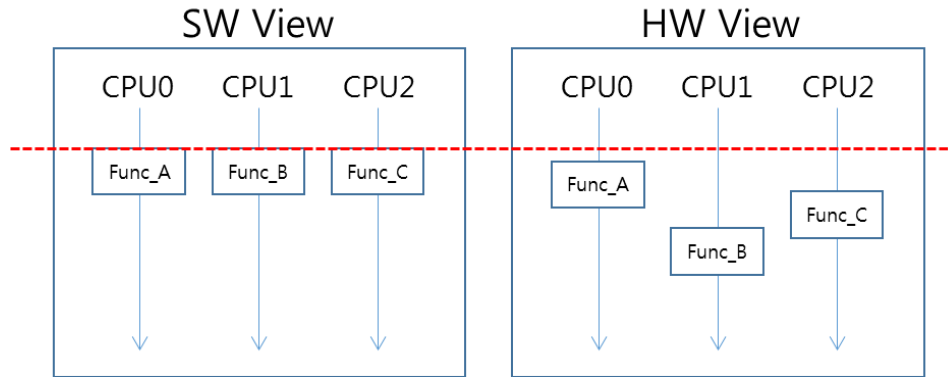 SW View
HW View
CPU0 CPU1 CPU2
CPU0 CPU1 CPU2
Func_A Func_B Func_C
Func_A
Func_C
Func_B